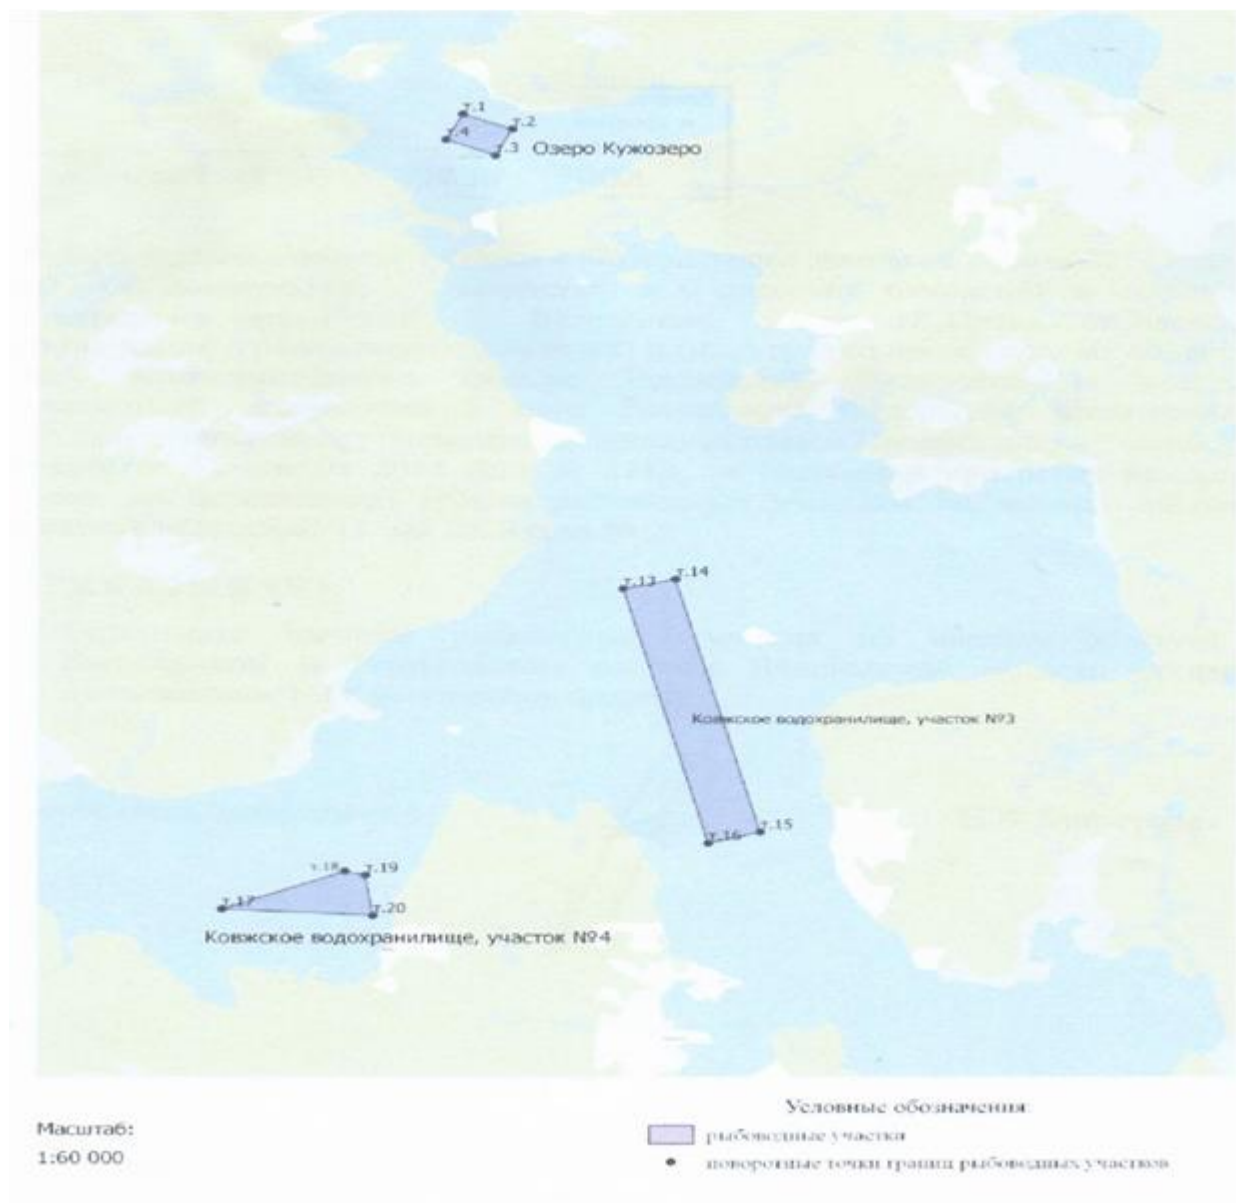 т.1
т.2
т.4
т.3
Озеро Кужозеро
т.13
т.14
Ковжское водохранилище, участок №3
т.16
т.15
т.18
т.19
т.17
т.20
Ковжское водохранилище, участок №4
Масштаб:
1:60 000
Условные обозначения
рыбоводные участка
поворотные точки границ рыбоводных участков